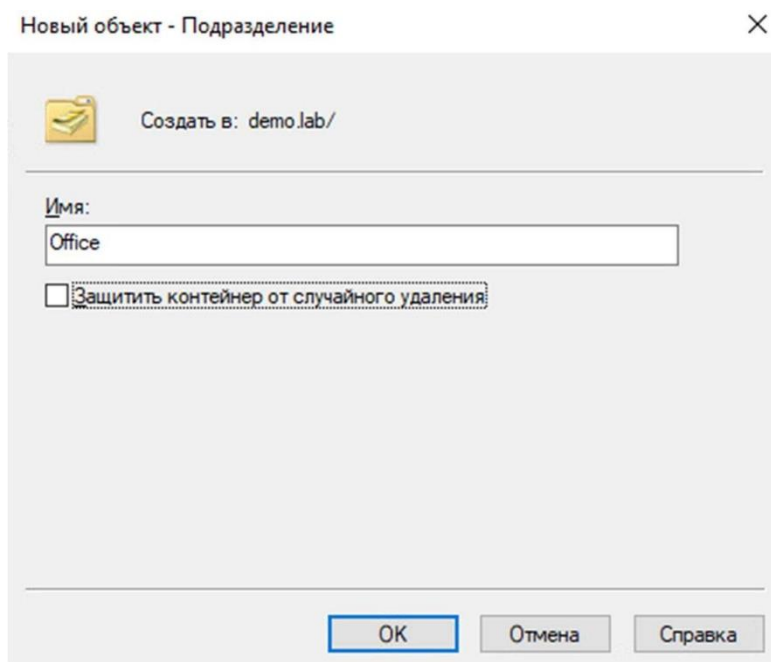 Новый объект - Подразделение
Создать в: demo.lab/
Имя:
Office
Защитить контейнер от случайного удаления
OK
Отмена
Справка